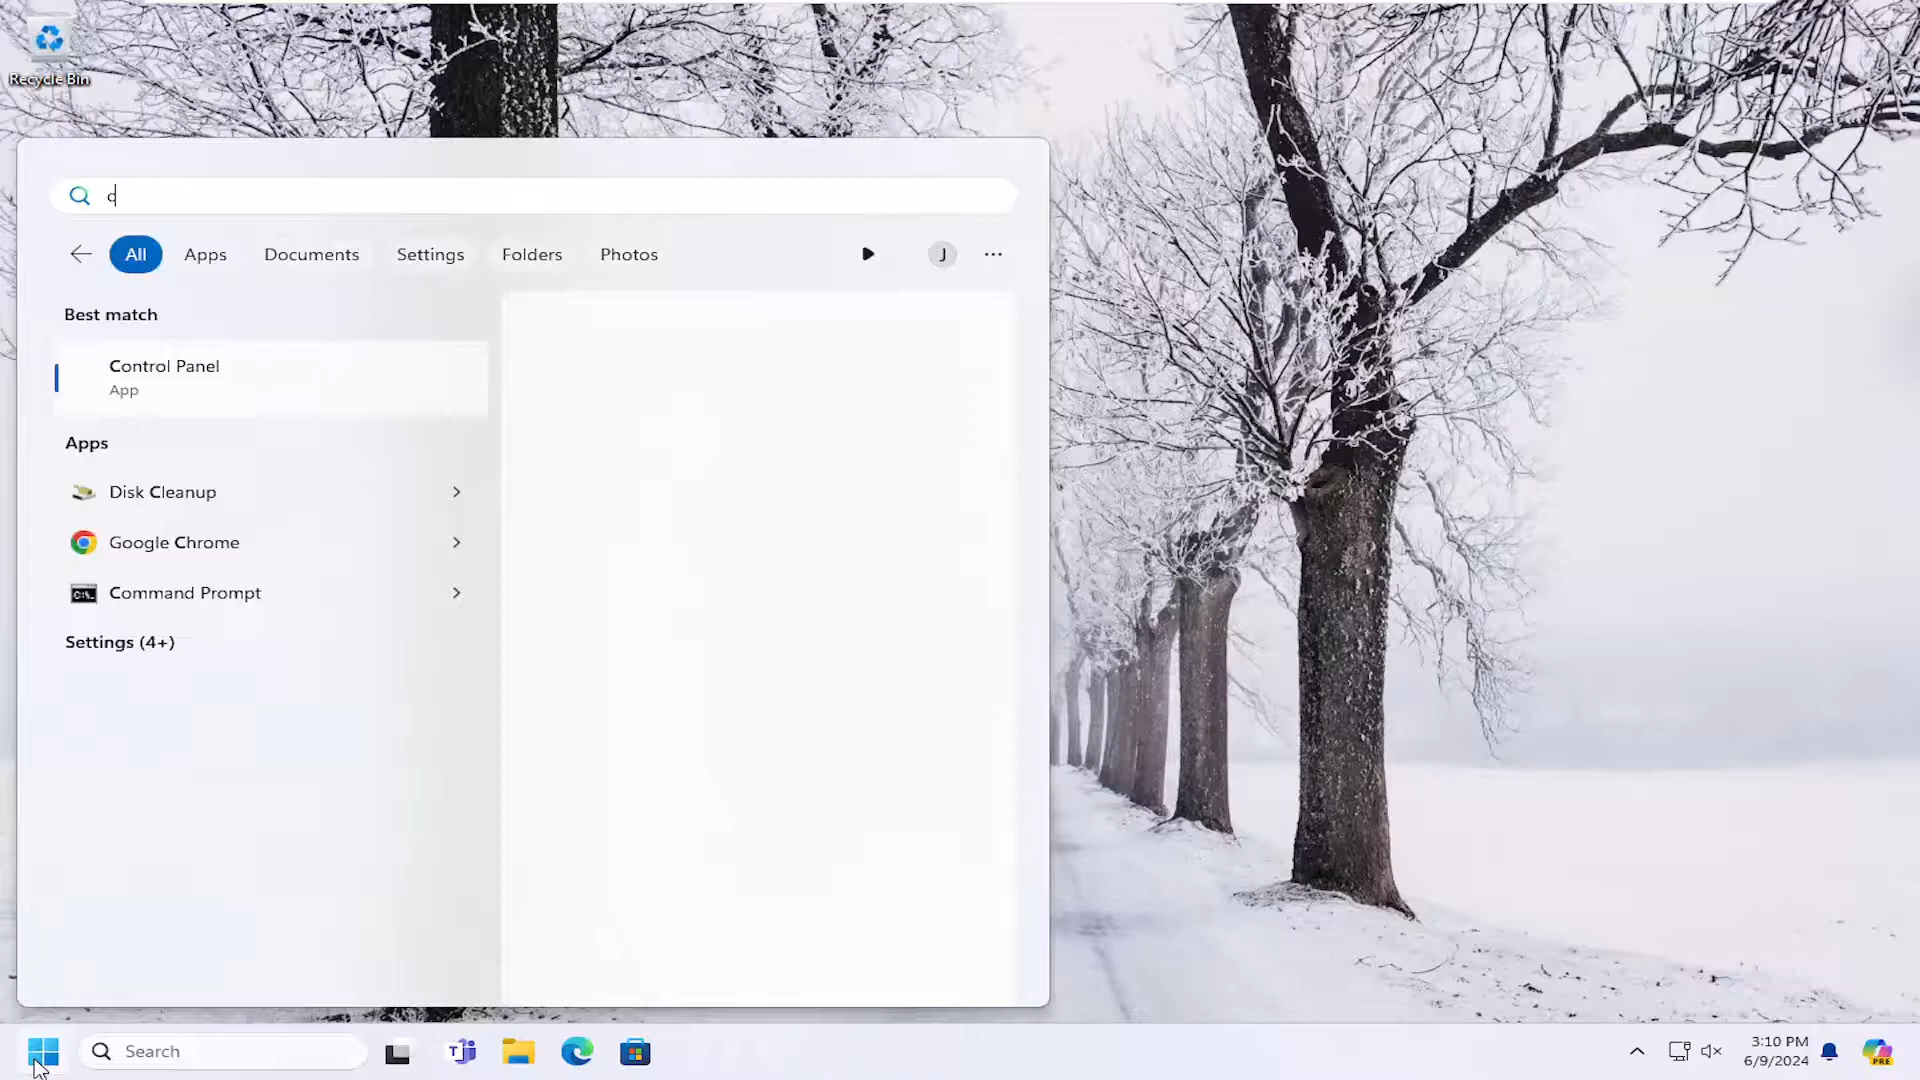 Recycle Bin
c
All Apps Documents Settings Folders Photos J
Best match
Control Panel
App
Apps
Disk Cleanup
Google Chrome
Command Prompt
Settings (4+)
Search
3:10 PM
6/9/2024
PRE